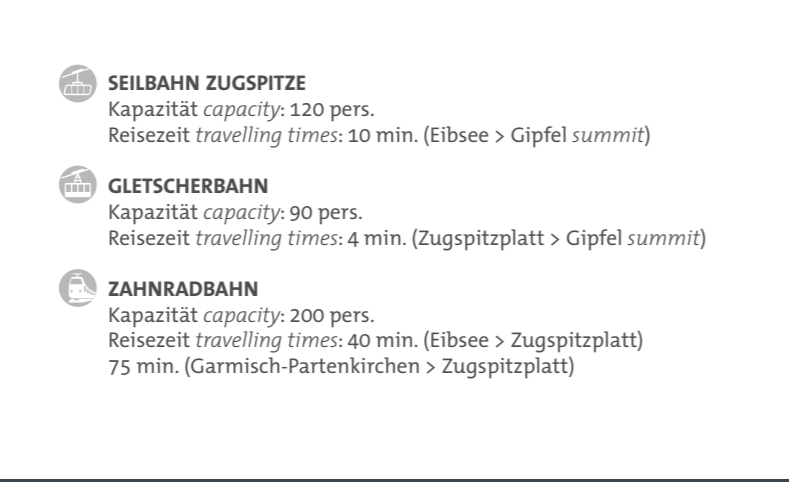 SEILBAHN ZUGSPITZE
Kapazität capacity: 120 pers.
Reisezeit travelling times: 10 min. (Eibsee > Gipfel summit)
GLETSCHERBAHN
Kapazität capacity: 90 pers.
Reisezeit travelling times: 4 min. (Zugspitzplatt > Gipfel summit)
ZAHNRADBAHN
Kapazität capacity: 200 pers.
Reisezeit travelling times: 40 min. (Eibsee > Zugspitzplatt)
75 min. (Garmisch-Partenkirchen > Zugspitzplatt)